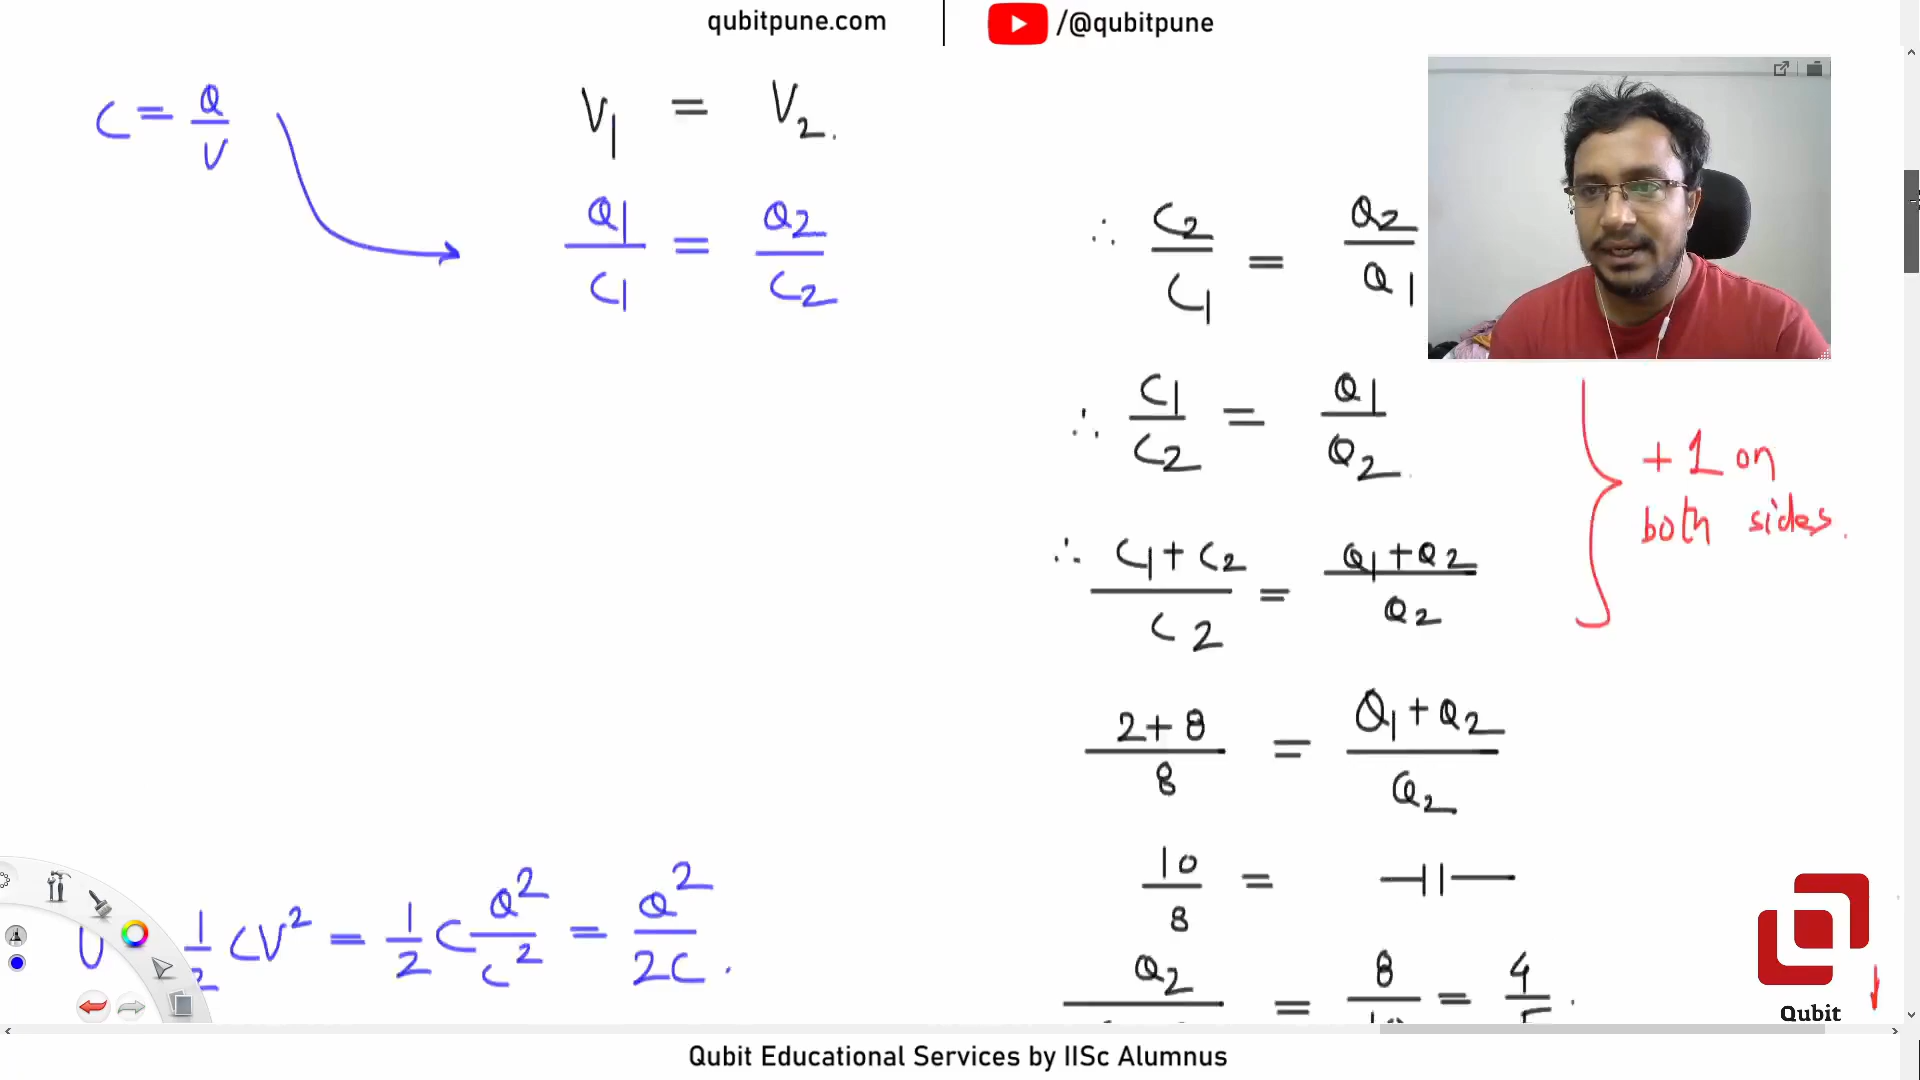 qubitpune.com | /@qubitpune
C = Q/V
V1 = V2.
Q1/C1 = Q2/C2
∴ C2/C1 = Q2/Q1
∴ C1/C2 = Q1/Q2.
+1 on
both sides.
∴ (C1+C2)/C2 = (Q1+Q2)/Q2
(2+8)/8 = (Q1+Q2)/Q2
10/8 = —||—
1/2 CV² = 1/2 C Q²/C² = Q²/2C.
Q2 = 8/10 = 4/5.
Qubit
Qubit Educational Services by IISc Alumnus